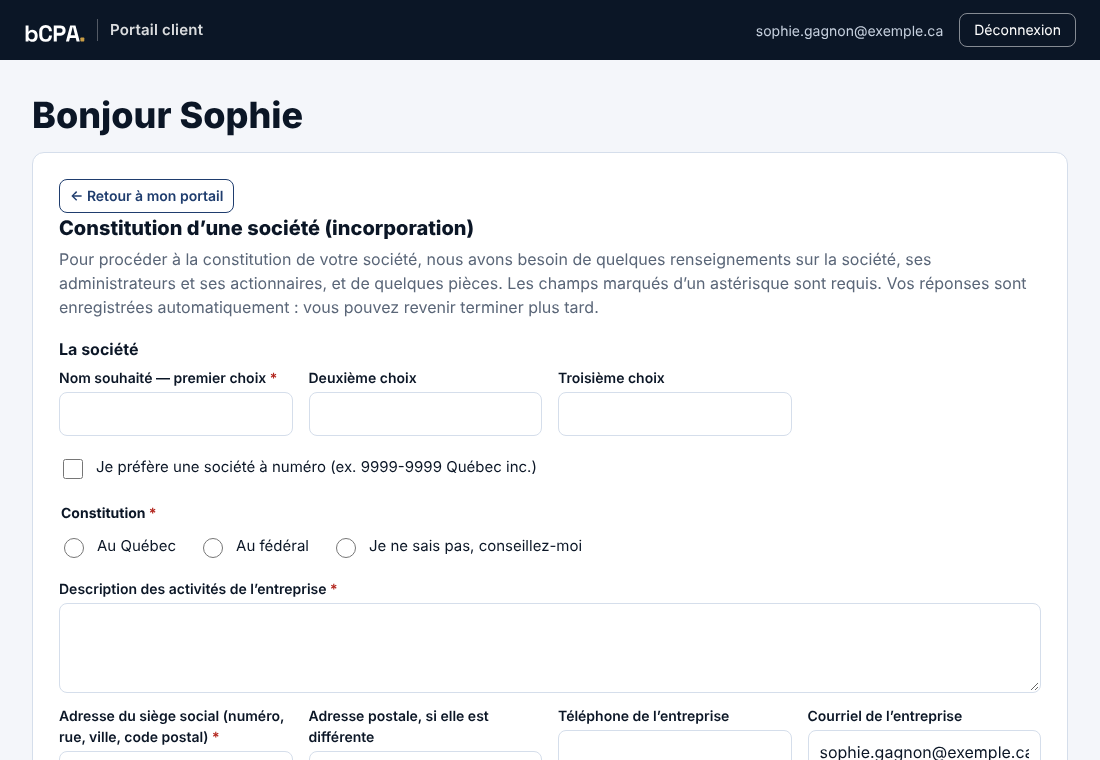 bCPA. Portail client sophie.gagnon@exemple.ca Déconnexion
Bonjour Sophie
← Retour à mon portail
Constitution d’une société (incorporation)
Pour procéder à la constitution de votre société, nous avons besoin de quelques renseignements sur la société, ses
administrateurs et ses actionnaires, et de quelques pièces. Les champs marqués d’un astérisque sont requis. Vos réponses sont
enregistrées automatiquement : vous pouvez revenir terminer plus tard.
La société
Nom souhaité — premier choix * Deuxième choix Troisième choix
Je préfère une société à numéro (ex. 9999-9999 Québec inc.)
Constitution *
Au Québec Au fédéral Je ne sais pas, conseillez-moi
Description des activités de l’entreprise *
Adresse du siège social (numéro, rue, ville, code postal) *
Adresse postale, si elle est différente
Téléphone de l’entreprise
Courriel de l’entreprise
sophie.gagnon@exemple.ca